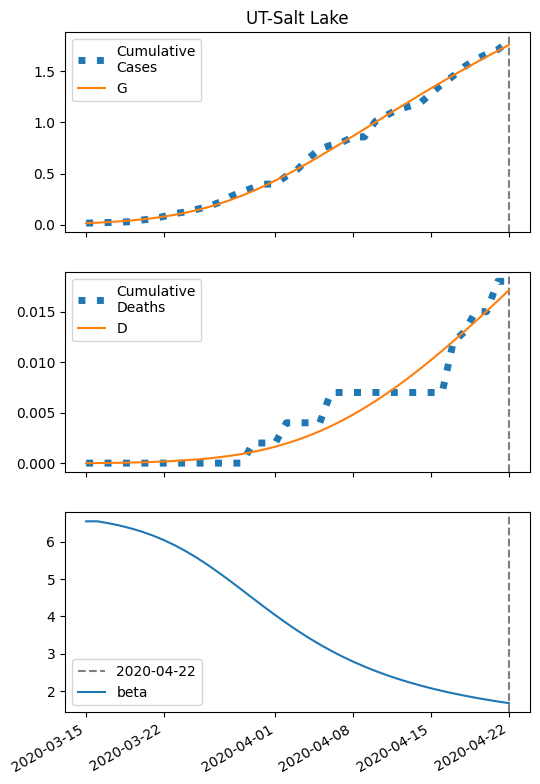 UT-Salt Lake
Cumulative
Cases
G
1.5
1.0
0.5
0.0
Cumulative
Deaths
D
0.015
0.010
0.005
0.000
6
5
4
3
2
2020-04-22
beta
2020-03-15
2020-03-22
2020-04-01
2020-04-08
2020-04-15
2020-04-22